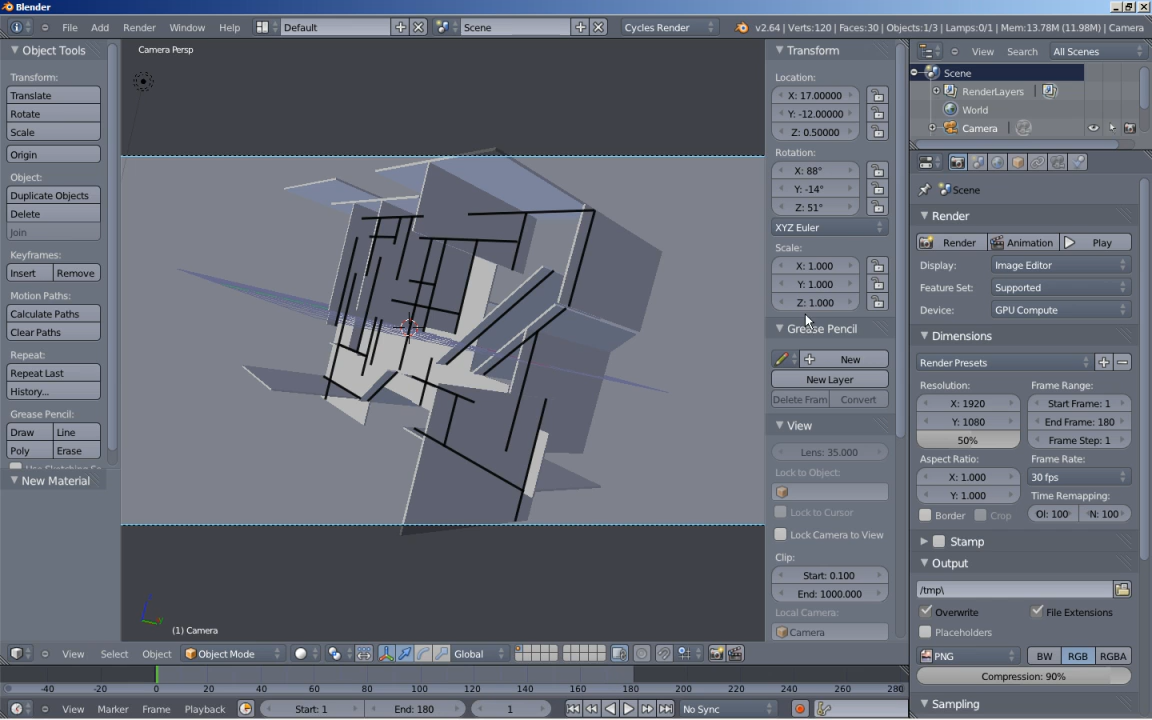 Blender
File Add Render Window Help Default Scene Cycles Render v2.64 | Verts:120 | Faces:30 | Objects:1/3 | Lamps:0/1 | Mem:13.78M (11.98M) | Camera
Object Tools
Transform:
Translate
Rotate
Scale
Origin
Object:
Duplicate Objects
Delete
Join
Keyframes:
Insert Remove
Motion Paths:
Calculate Paths
Clear Paths
Repeat:
Repeat Last
History...
Grease Pencil:
Draw Line
Poly Erase
New Material
Camera Persp
(1) Camera
Transform
Location:
X: 17.00000
Y: -12.00000
Z: 0.50000
Rotation:
X: 88°
Y: -14°
Z: 51°
XYZ Euler
Scale:
X: 1.000
Y: 1.000
Z: 1.000
Grease Pencil
New
New Layer
Delete Fram Convert
View
Lens: 35.000
Lock to Object:
Lock to Cursor
Lock Camera to View
Clip:
Start: 0.100
End: 1000.000
Local Camera:
Camera
View Search All Scenes
Scene
RenderLayers
World
Camera
Scene
Render
Render Animation Play
Display: Image Editor
Feature Set: Supported
Device: GPU Compute
Dimensions
Render Presets
Resolution: Frame Range:
X: 1920 Start Frame: 1
Y: 1080 End Frame: 180
50% Frame Step: 1
Aspect Ratio: Frame Rate:
X: 1.000 30 fps
Y: 1.000 Time Remapping:
Border Crop Ol: 100 N: 100
Stamp
Output
/tmp\
Overwrite File Extensions
Placeholders
PNG BW RGB RGBA
Compression: 90%
Sampling
View Select Object Object Mode Global
-40 -20 0 20 40 60 80 100 120 140 160 180 200 220 240 260 280
View Marker Frame Playback Start: 1 End: 180 1 No Sync